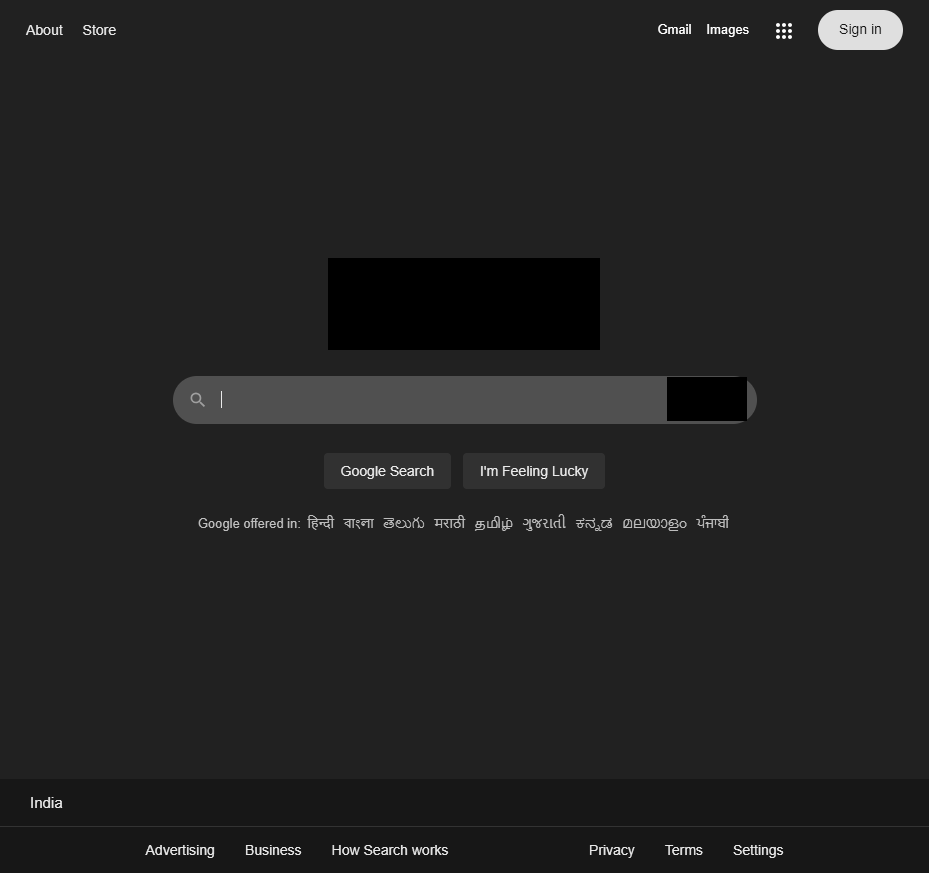 About Store Gmail Images Sign in
Google Search I'm Feeling Lucky
Google offered in: हिन्दी বাংলা తెలుగు मराठी தமிழ் ગુજરાતી ಕನ್ನಡ മലയാളം ਪੰਜਾਬੀ
India
Advertising Business How Search works Privacy Terms Settings